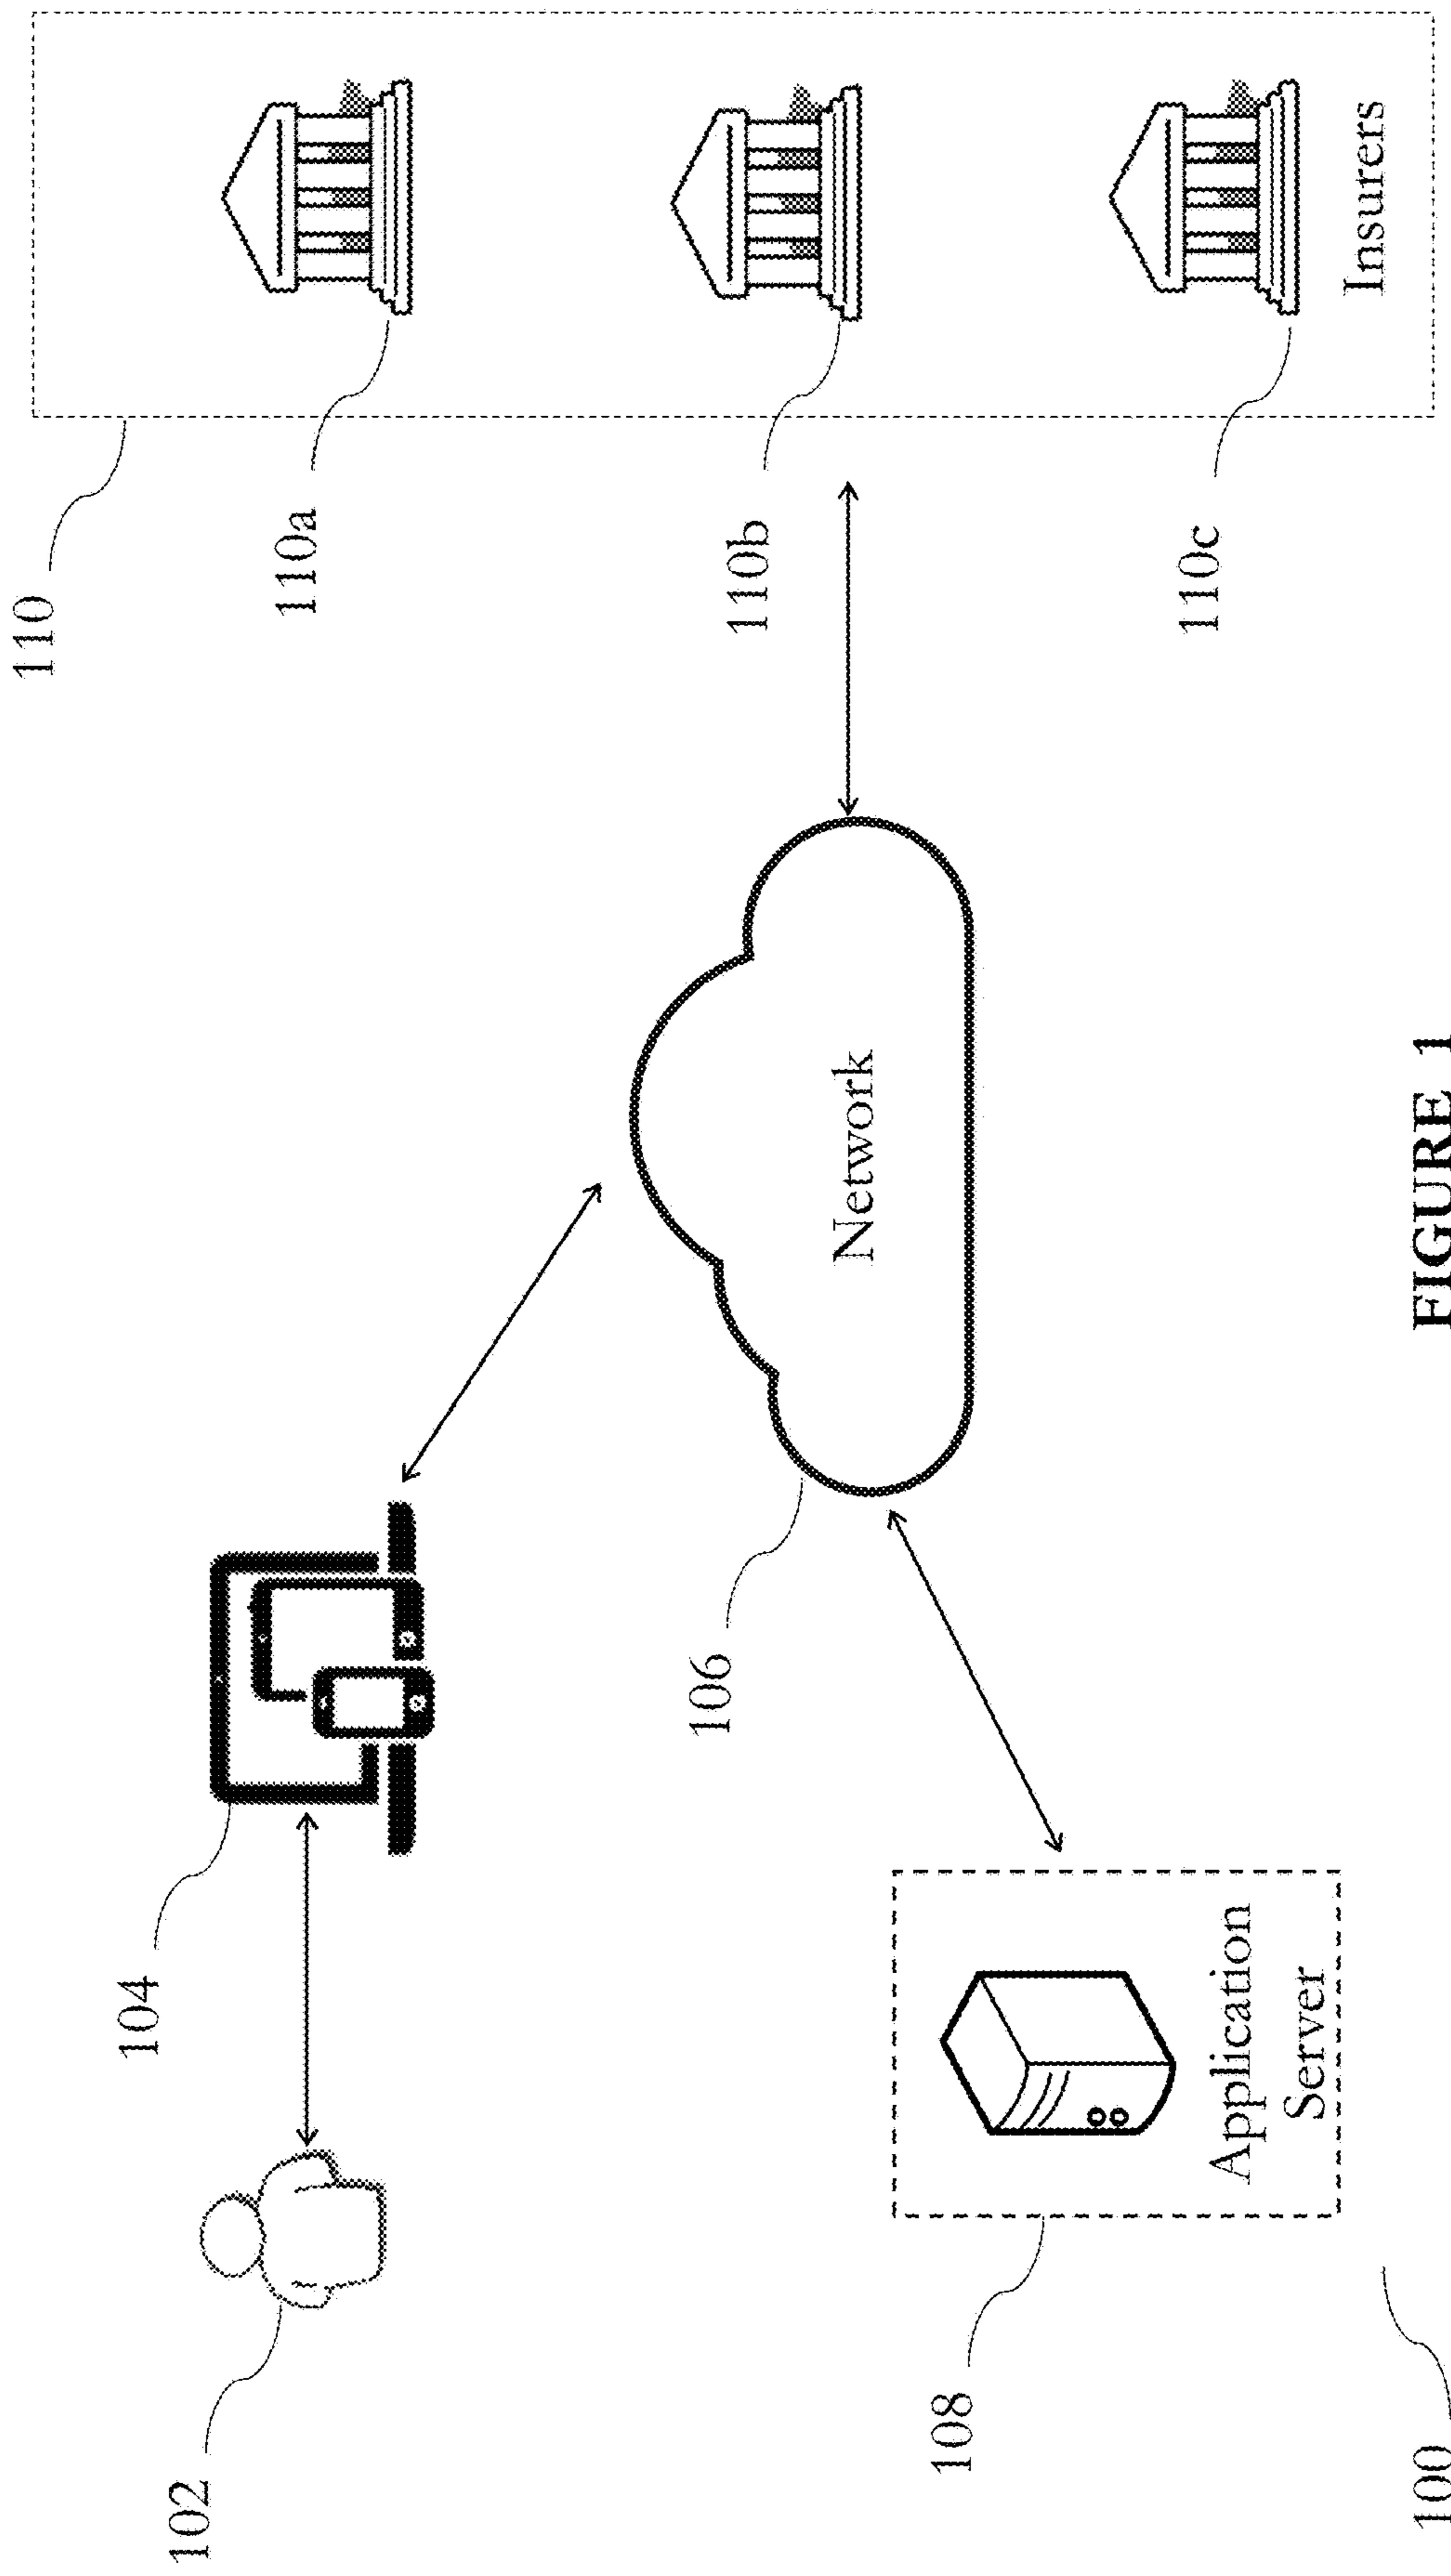 110
110a
110b
110c
Insurers
104
102
106
Network
108
Application
Server
100
FIGURE 1